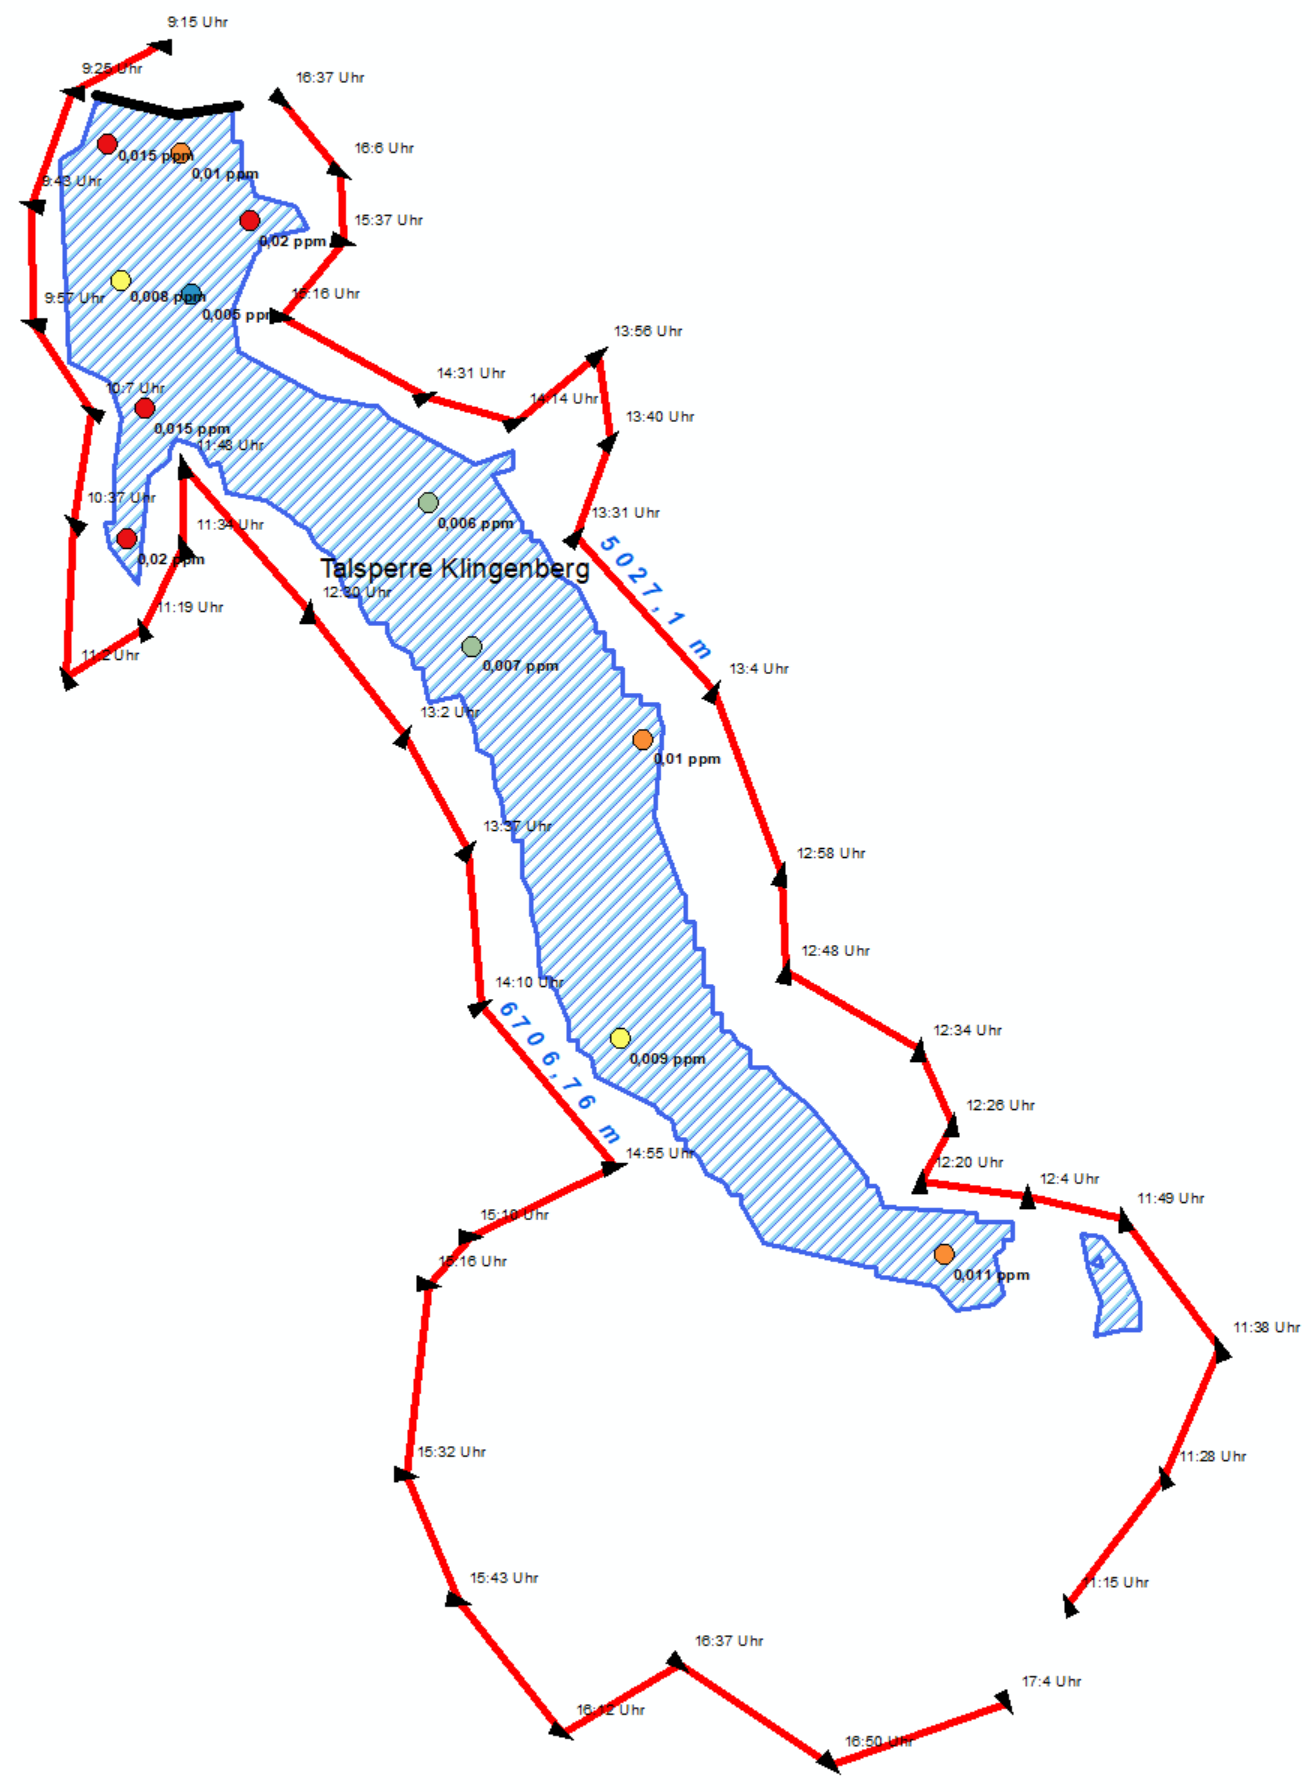 9:15 Uhr
9:25 Uhr
16:37 Uhr
16:6 Uhr
0,015 ppm
0,01 ppm
9:43 Uhr
15:37 Uhr
0,02 ppm
9:57 Uhr
0,008 ppm
15:16 Uhr
0,005 ppm
13:56 Uhr
14:31 Uhr
10:7 Uhr
14:14 Uhr
13:40 Uhr
0,015 ppm
11:48 Uhr
10:37 Uhr
13:31 Uhr
11:34 Uhr
0,006 ppm
5027,1 m
0,02 ppm
Talsperre Klingenberg
12:30 Uhr
11:19 Uhr
11:2 Uhr
0,007 ppm
13:4 Uhr
13:2 Uhr
0,01 ppm
13:37 Uhr
12:58 Uhr
12:48 Uhr
14:10 Uhr
6706,76 m
12:34 Uhr
0,009 ppm
12:26 Uhr
14:55 Uhr
12:20 Uhr
12:4 Uhr
11:49 Uhr
15:10 Uhr
15:16 Uhr
0,011 ppm
11:38 Uhr
15:32 Uhr
11:28 Uhr
15:43 Uhr
11:15 Uhr
16:37 Uhr
17:4 Uhr
16:12 Uhr
16:50 Uhr